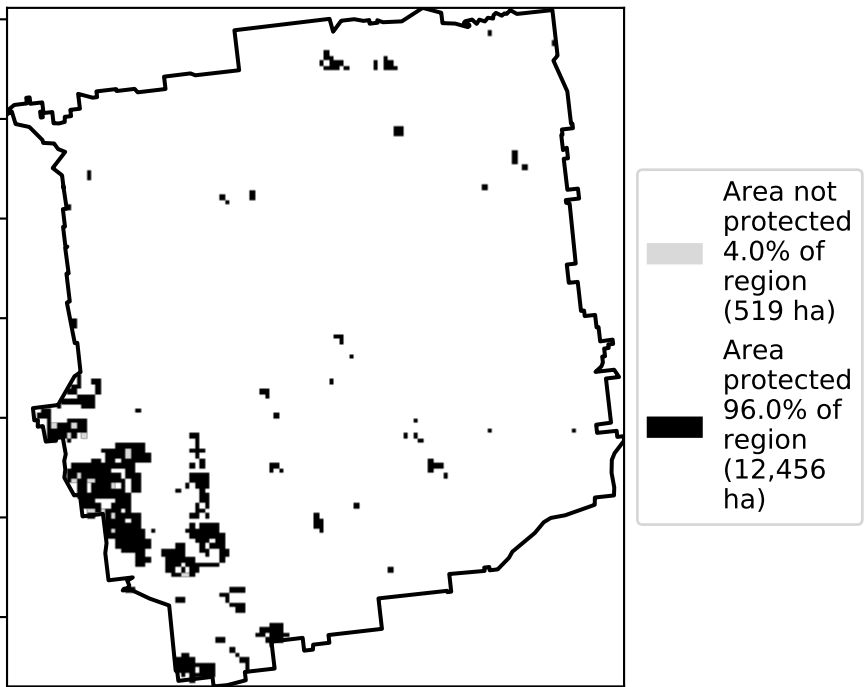 Area not
protected
4.0% of
region
(519 ha)
Area
protected
96.0% of
region
(12,456
ha)